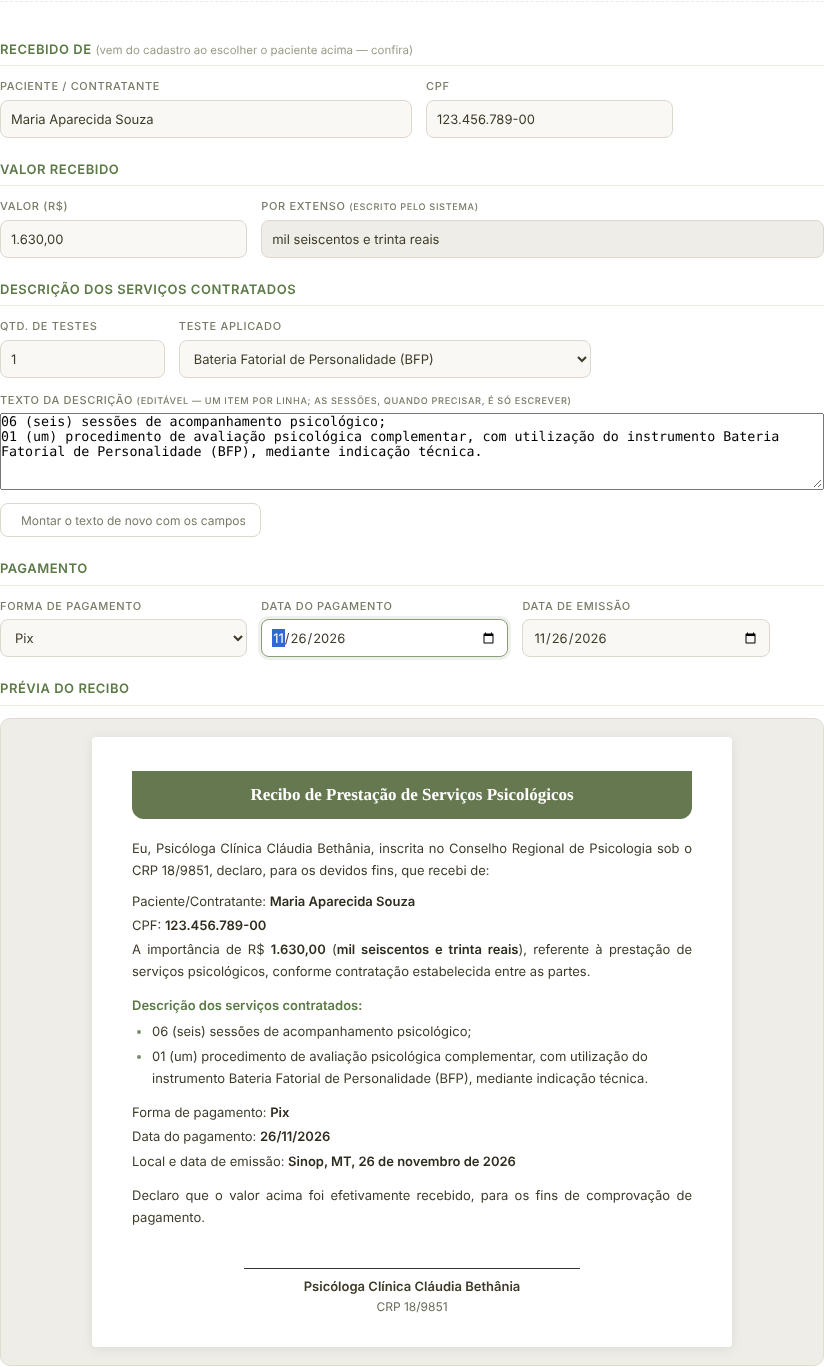 RECEBIDO DE (vem do cadastro ao escolher o paciente acima — confira)
PACIENTE / CONTRATANTE
CPF
Maria Aparecida Souza
123.456.789-00
VALOR RECEBIDO
VALOR (R$)
POR EXTENSO (ESCRITO PELO SISTEMA)
1.630,00
mil seiscentos e trinta reais
DESCRIÇÃO DOS SERVIÇOS CONTRATADOS
QTD. DE TESTES
TESTE APLICADO
1
Bateria Fatorial de Personalidade (BFP)
TEXTO DA DESCRIÇÃO (EDITÁVEL — UM ITEM POR LINHA; AS SESSÕES, QUANDO PRECISAR, É SÓ ESCREVER)
06 (seis) sessões de acompanhamento psicológico;
01 (um) procedimento de avaliação psicológica complementar, com utilização do instrumento Bateria
Fatorial de Personalidade (BFP), mediante indicação técnica.
Montar o texto de novo com os campos
PAGAMENTO
FORMA DE PAGAMENTO
DATA DO PAGAMENTO
DATA DE EMISSÃO
Pix
11/26/2026
11/26/2026
PRÉVIA DO RECIBO
Recibo de Prestação de Serviços Psicológicos
Eu, Psicóloga Clínica Cláudia Bethânia, inscrita no Conselho Regional de Psicologia sob o
CRP 18/9851, declaro, para os devidos fins, que recebi de:
Paciente/Contratante: Maria Aparecida Souza
CPF: 123.456.789-00
A importância de R$ 1.630,00 (mil seiscentos e trinta reais), referente à prestação de
serviços psicológicos, conforme contratação estabelecida entre as partes.
Descrição dos serviços contratados:
• 06 (seis) sessões de acompanhamento psicológico;
• 01 (um) procedimento de avaliação psicológica complementar, com utilização do
instrumento Bateria Fatorial de Personalidade (BFP), mediante indicação técnica.
Forma de pagamento: Pix
Data do pagamento: 26/11/2026
Local e data de emissão: Sinop, MT, 26 de novembro de 2026
Declaro que o valor acima foi efetivamente recebido, para os fins de comprovação de
pagamento.
Psicóloga Clínica Cláudia Bethânia
CRP 18/9851